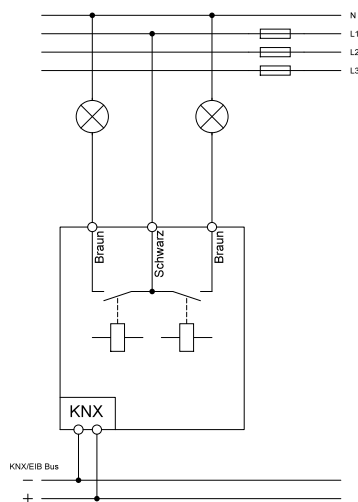 N
L1
L2
L3
Braun
Schwarz
Braun
KNX
KNX/EIB Bus
−
+